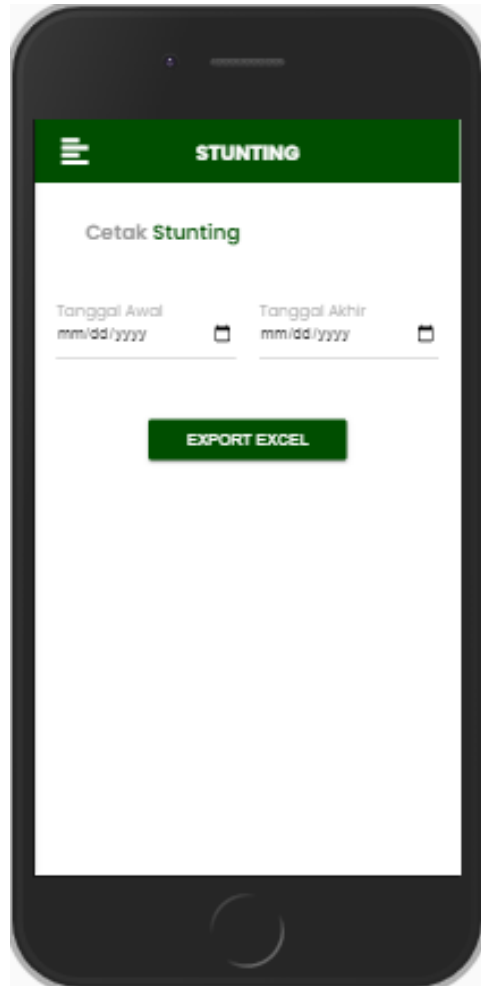 STUNTING
Cetak Stunting
Tanggal Awal
mm/dd/yyyy
Tanggal Akhir
mm/dd/yyyy
EXPORT EXCEL